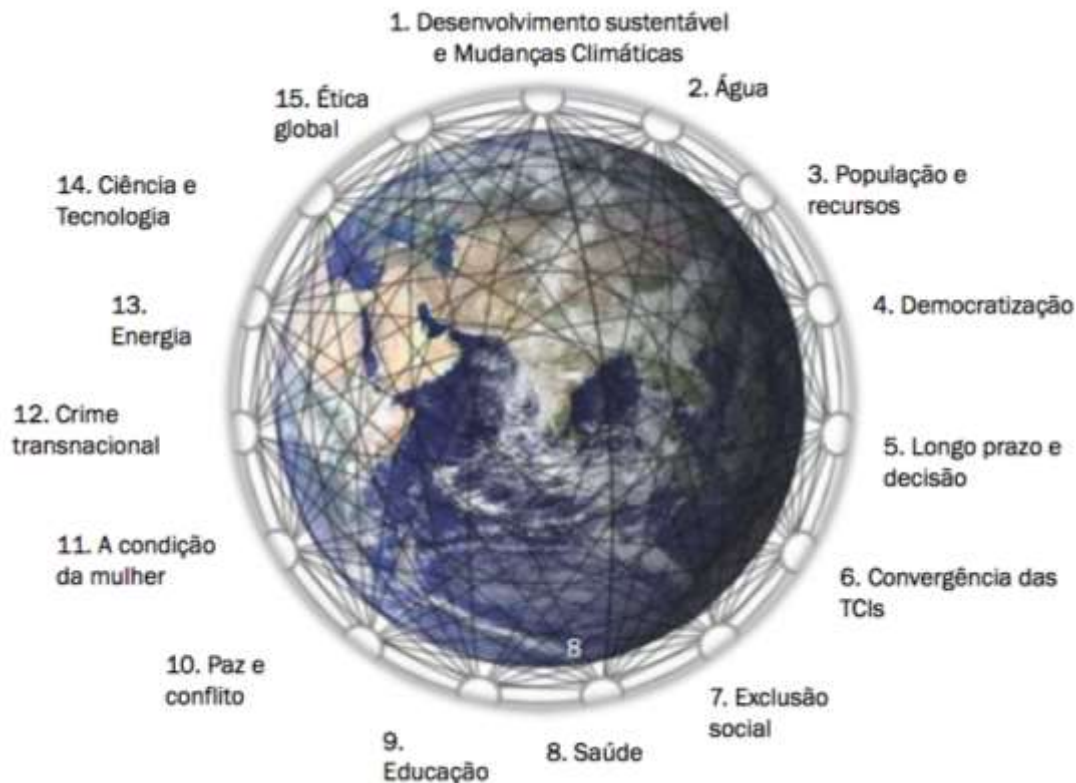 1. Desenvolvimento sustentável
e Mudanças Climáticas
2. Água
3. População e
recursos
4. Democratização
5. Longo prazo e
decisão
6. Convergência das
TCIs
7. Exclusão
social
8. Saúde
9.
Educação
10. Paz e
conflito
11. A condição
da mulher
12. Crime
transnacional
13.
Energia
14. Ciência e
Tecnologia
15. Ética
global
8